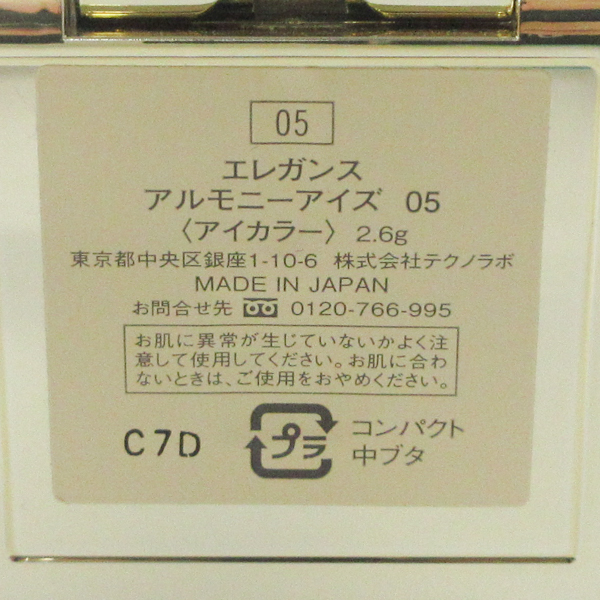 05
エレガンス
アルモニーアイズ 05
〈アイカラー〉 2.6g
東京都中央区銀座1-10-6 株式会社テクノラボ
MADE IN JAPAN
お問合せ先 0120-766-995
お肌に異常が生じていないかよく注
意して使用してください。お肌に合わ
ないときは、ご使用をおやめください。
C7D
プラ
コンパクト
中ブタ